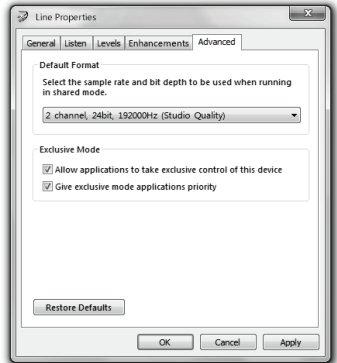 Line Properties
General Listen Levels Enhancements Advanced
Default Format
Select the sample rate and bit depth to be used when running
in shared mode.
2 channel, 24bit, 192000Hz (Studio Quality)
Exclusive Mode
Allow applications to take exclusive control of this device
Give exclusive mode applications priority
Restore Defaults
OK Cancel Apply